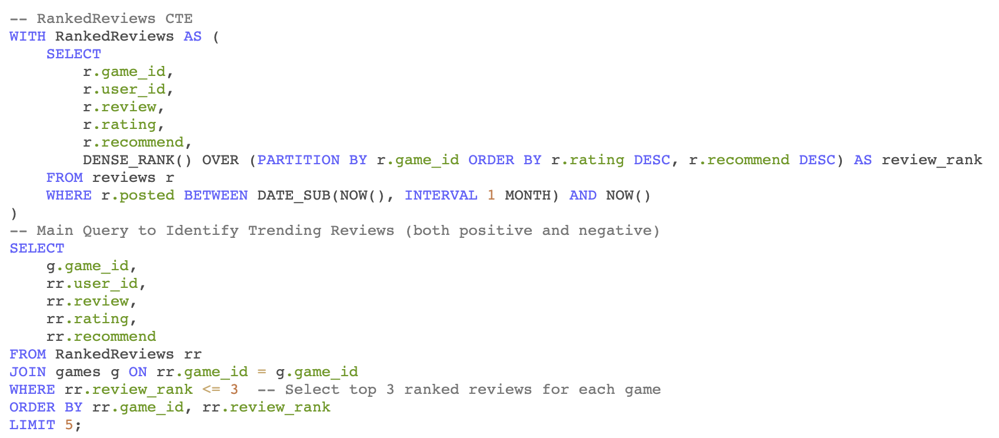 -- RankedReviews CTE
WITH RankedReviews AS (
    SELECT
        r.game_id,
        r.user_id,
        r.review,
        r.rating,
        r.recommend,
        DENSE_RANK() OVER (PARTITION BY r.game_id ORDER BY r.rating DESC, r.recommend DESC) AS review_rank
    FROM reviews r
    WHERE r.posted BETWEEN DATE_SUB(NOW(), INTERVAL 1 MONTH) AND NOW()
)
-- Main Query to Identify Trending Reviews (both positive and negative)
SELECT
    g.game_id,
    rr.user_id,
    rr.review,
    rr.rating,
    rr.recommend
FROM RankedReviews rr
JOIN games g ON rr.game_id = g.game_id
WHERE rr.review_rank <= 3  -- Select top 3 ranked reviews for each game
ORDER BY rr.game_id, rr.review_rank
LIMIT 5;